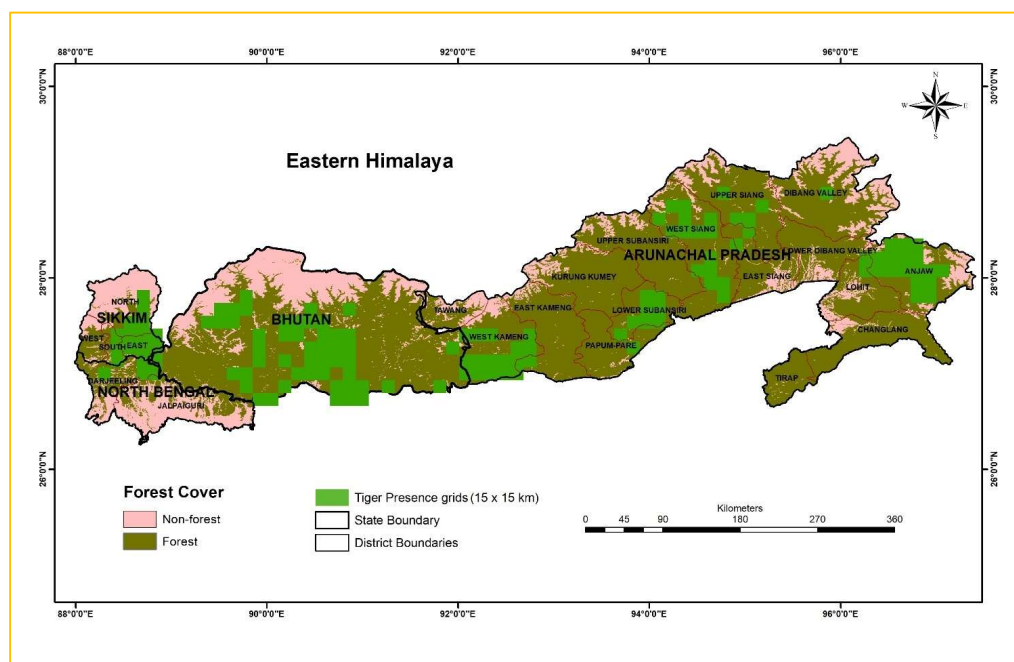 88°0'0"E 90°0'0"E 92°0'0"E 94°0'0"E 96°0'0"E
30°0'0"N 30°0'0"N
N
W E
S
Eastern Himalaya
DIBANG VALLEY
UPPER SIANG
WEST SIANG
UPPER SUBANSIRI
LOWER DIBANG VALLEY
ARUNACHAL PRADESH
ANJAW
KURUNG KUMEY
EAST SIANG
28°0'0"N 28°0'0"N
LOHIT
NORTH
TAWANG
EAST KAMENG
LOWER SUBANSIRI
SIKKIM
BHUTAN
CHANGLANG
WEST
SOUTH EAST
WEST KAMENG
PAPUM-PARE
DARJEELING
TIRAP
NORTH BENGAL
JALPAIGURI
26°0'0"N 26°0'0"N
Forest Cover
Non-forest
Forest
Tiger Presence grids (15 x 15 km)
State Boundary
District Boundaries
Kilometers
0 45 90 180 270 360
88°0'0"E 90°0'0"E 92°0'0"E 94°0'0"E 96°0'0"E